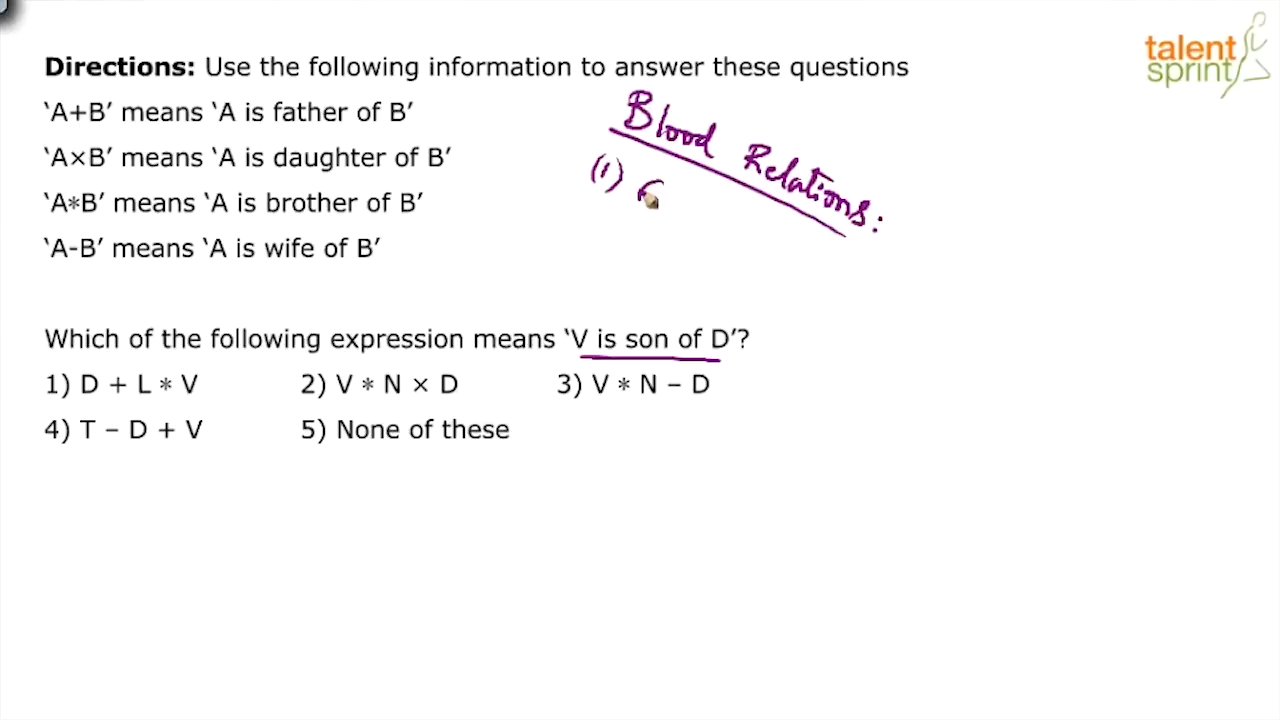 talent
sprint
Directions: Use the following information to answer these questions
‘A+B’ means ‘A is father of B’
‘A×B’ means ‘A is daughter of B’
‘A*B’ means ‘A is brother of B’
‘A-B’ means ‘A is wife of B’
Blood Relations:
(1)
Which of the following expression means ‘V is son of D’?
1) D + L * V 2) V * N × D 3) V * N – D
4) T – D + V 5) None of these